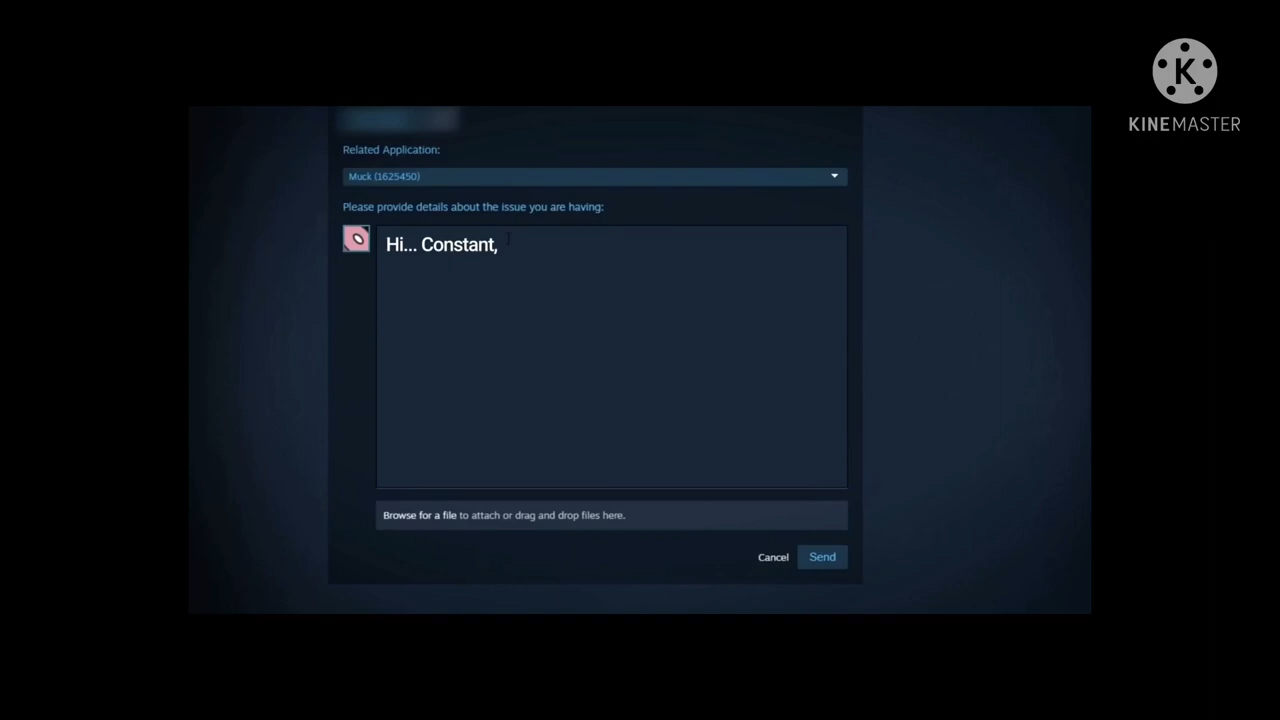 KINEMASTER
Related Application:
Muck (1625450)
Please provide details about the issue you are having:
Hi... Constant,
Browse for a file to attach or drag and drop files here.
Cancel Send